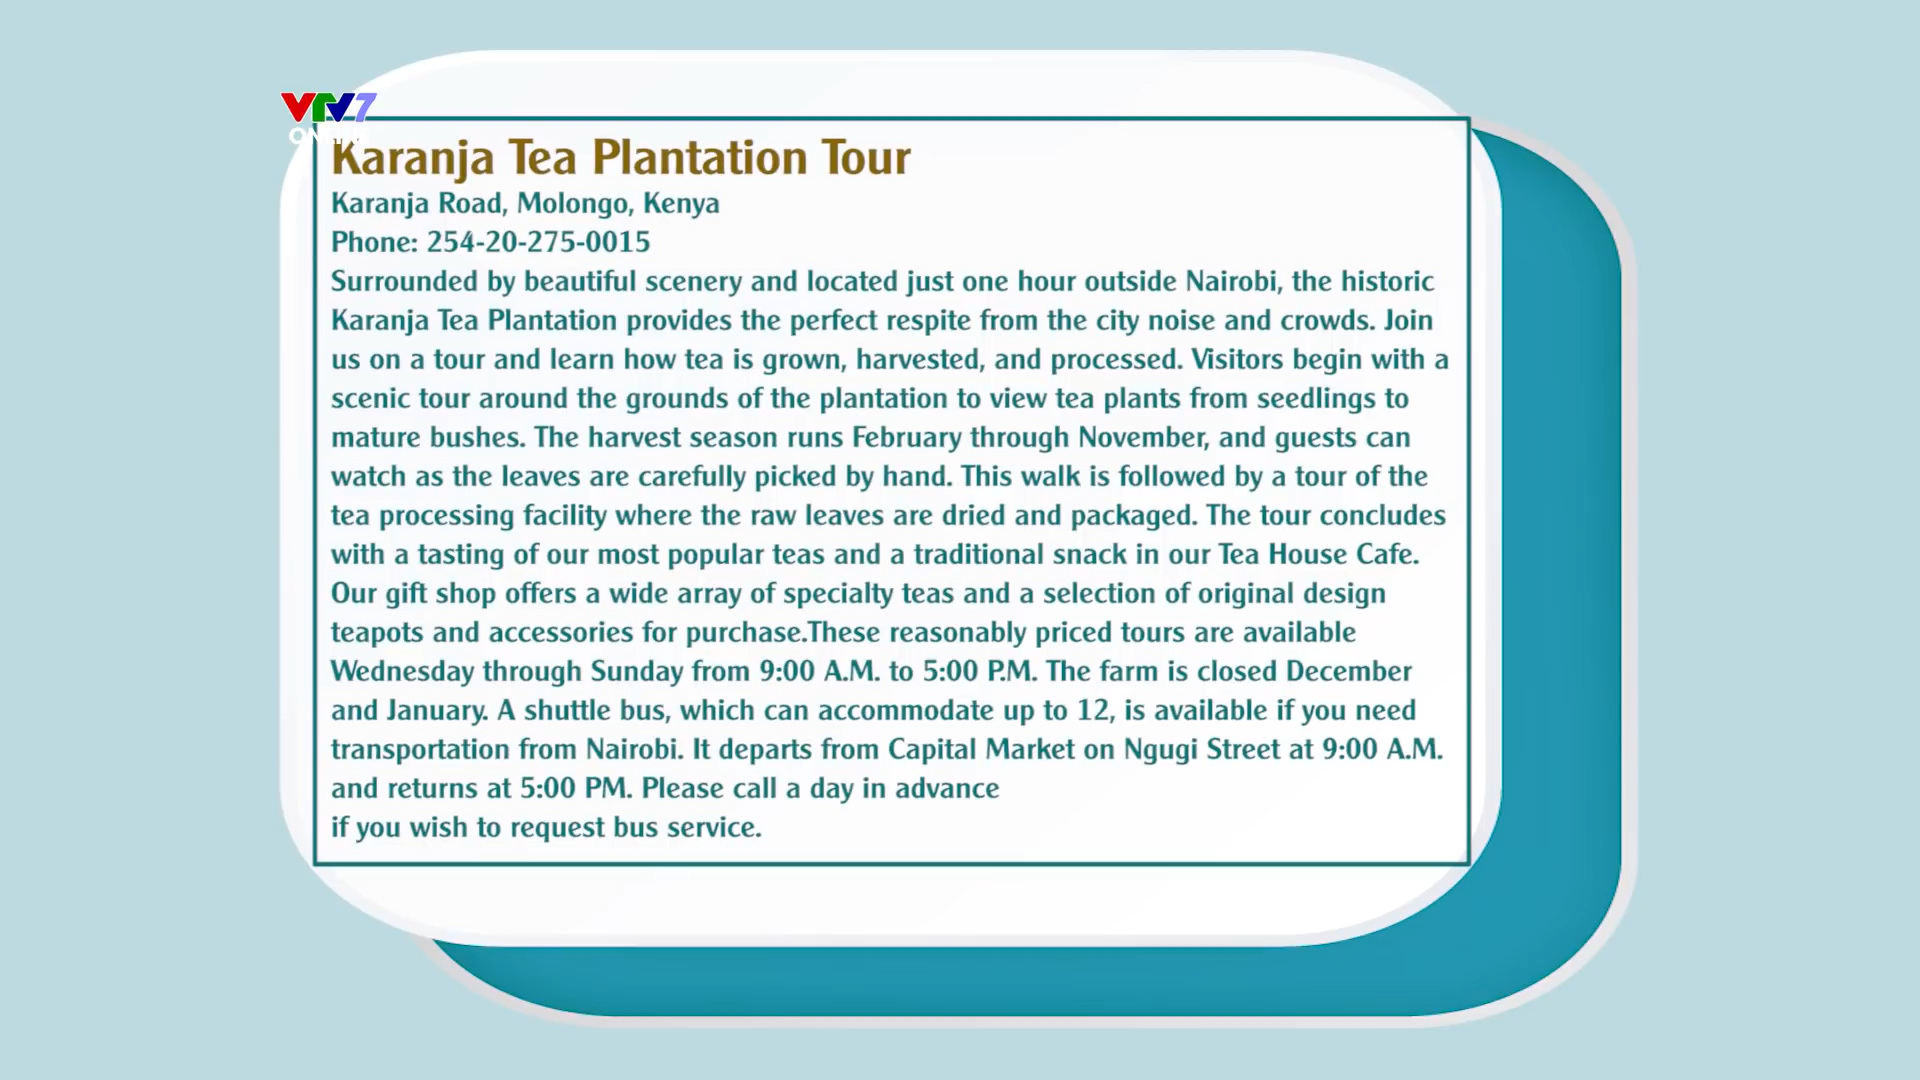 VTV7
ONLINE
Karanja Tea Plantation Tour
Karanja Road, Molongo, Kenya
Phone: 254-20-275-0015
Surrounded by beautiful scenery and located just one hour outside Nairobi, the historic
Karanja Tea Plantation provides the perfect respite from the city noise and crowds. Join
us on a tour and learn how tea is grown, harvested, and processed. Visitors begin with a
scenic tour around the grounds of the plantation to view tea plants from seedlings to
mature bushes. The harvest season runs February through November, and guests can
watch as the leaves are carefully picked by hand. This walk is followed by a tour of the
tea processing facility where the raw leaves are dried and packaged. The tour concludes
with a tasting of our most popular teas and a traditional snack in our Tea House Cafe.
Our gift shop offers a wide array of specialty teas and a selection of original design
teapots and accessories for purchase.These reasonably priced tours are available
Wednesday through Sunday from 9:00 A.M. to 5:00 P.M. The farm is closed December
and January. A shuttle bus, which can accommodate up to 12, is available if you need
transportation from Nairobi. It departs from Capital Market on Ngugi Street at 9:00 A.M.
and returns at 5:00 PM. Please call a day in advance
if you wish to request bus service.